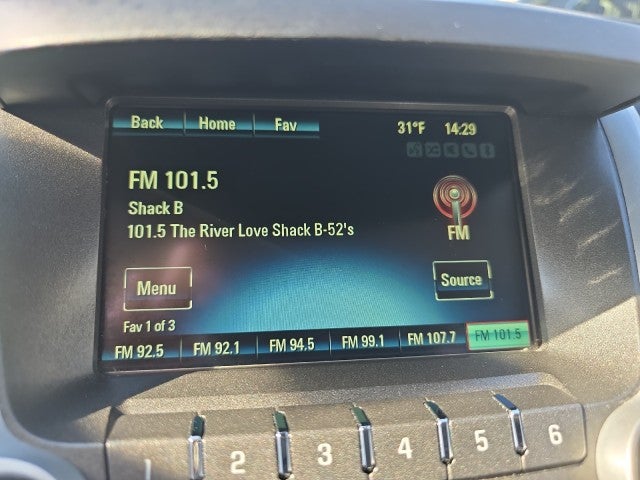 Back Home Fav 31°F 14:29
FM 101.5
Shack B
101.5 The River Love Shack B-52's
FM
Menu Source
Fav 1 of 3
FM 92.5 FM 92.1 FM 94.5 FM 99.1 FM 107.7 FM 101.5
1 2 3 4 5 6